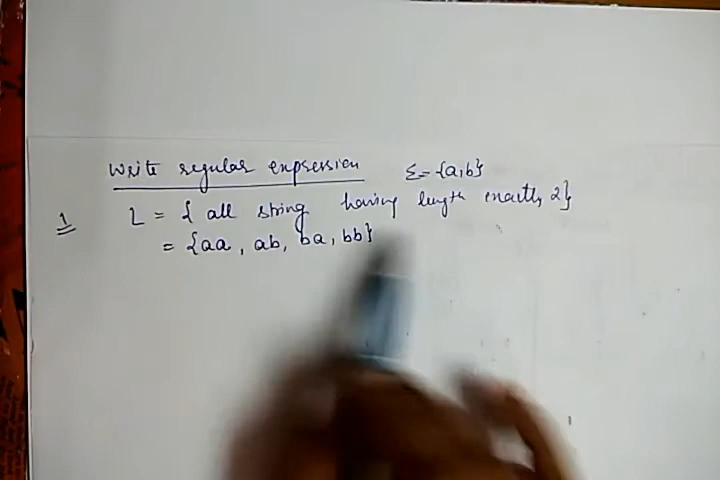 Write regular expression Σ = {a,b}
1 L = { all string having length exactly 2}
= {aa, ab, ba, bb}